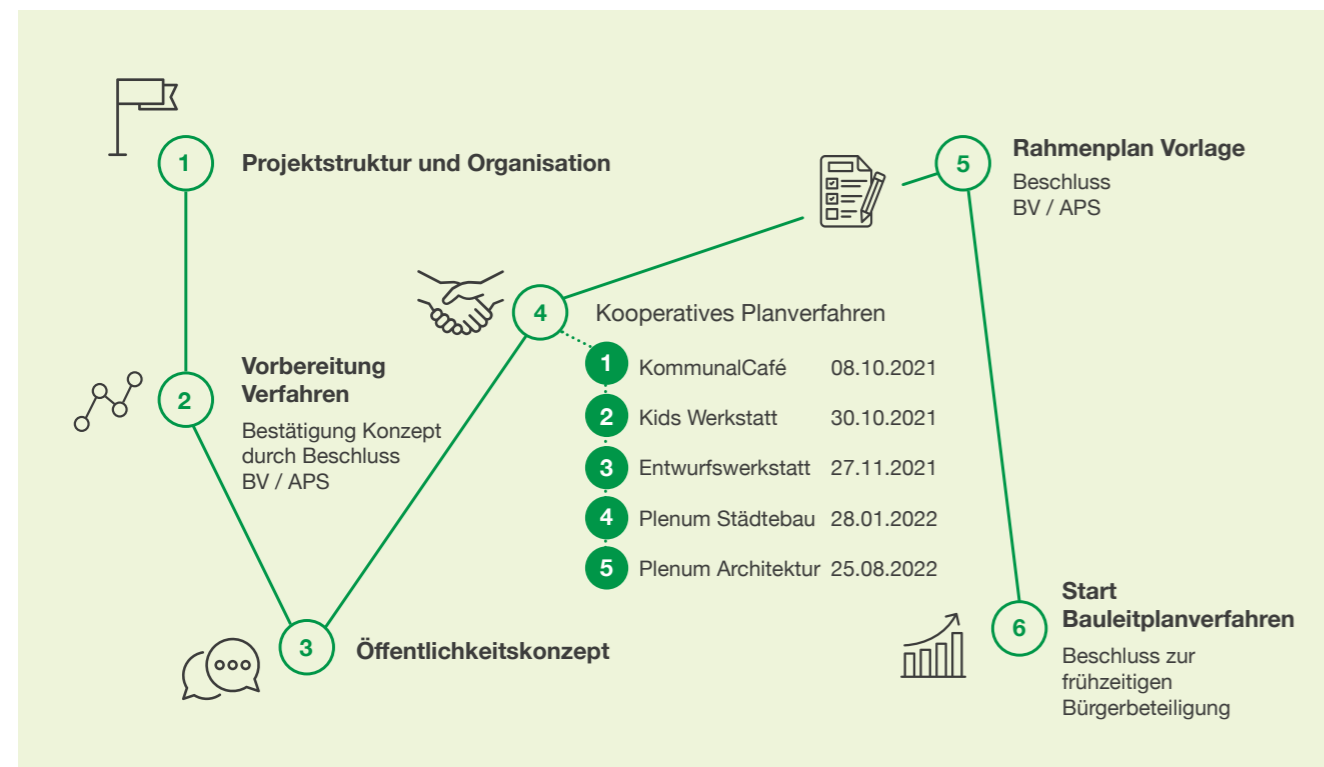 1
Projektstruktur und Organisation
2
Vorbereitung
Verfahren
Bestätigung Konzept
durch Beschluss
BV / APS
3
Öffentlichkeitskonzept
4
Kooperatives Planverfahren
1 KommunalCafé 08.10.2021
2 Kids Werkstatt 30.10.2021
3 Entwurfswerkstatt 27.11.2021
4 Plenum Städtebau 28.01.2022
5 Plenum Architektur 25.08.2022
5
Rahmenplan Vorlage
Beschluss
BV / APS
6
Start
Bauleitplanverfahren
Beschluss zur
frühzeitigen
Bürgerbeteiligung